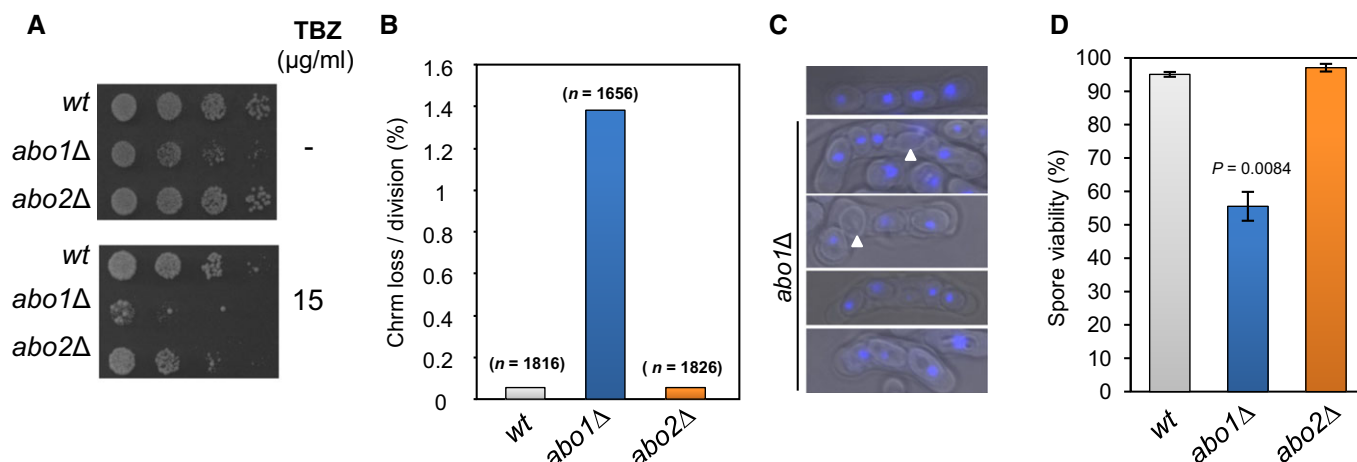 A
TBZ
(µg/ml)
wt
abo1Δ
abo2Δ
-
wt
abo1Δ
abo2Δ
15
B
Chrm loss / division (%)
1.6
1.4
1.2
1
0.8
0.6
0.4
0.2
0
(n = 1816)
(n = 1656)
( n = 1826)
wt
abo1Δ
abo2Δ
C
abo1Δ
D
Spore viability (%)
100
90
80
70
60
50
40
30
20
10
0
P = 0.0084
wt
abo1Δ
abo2Δ